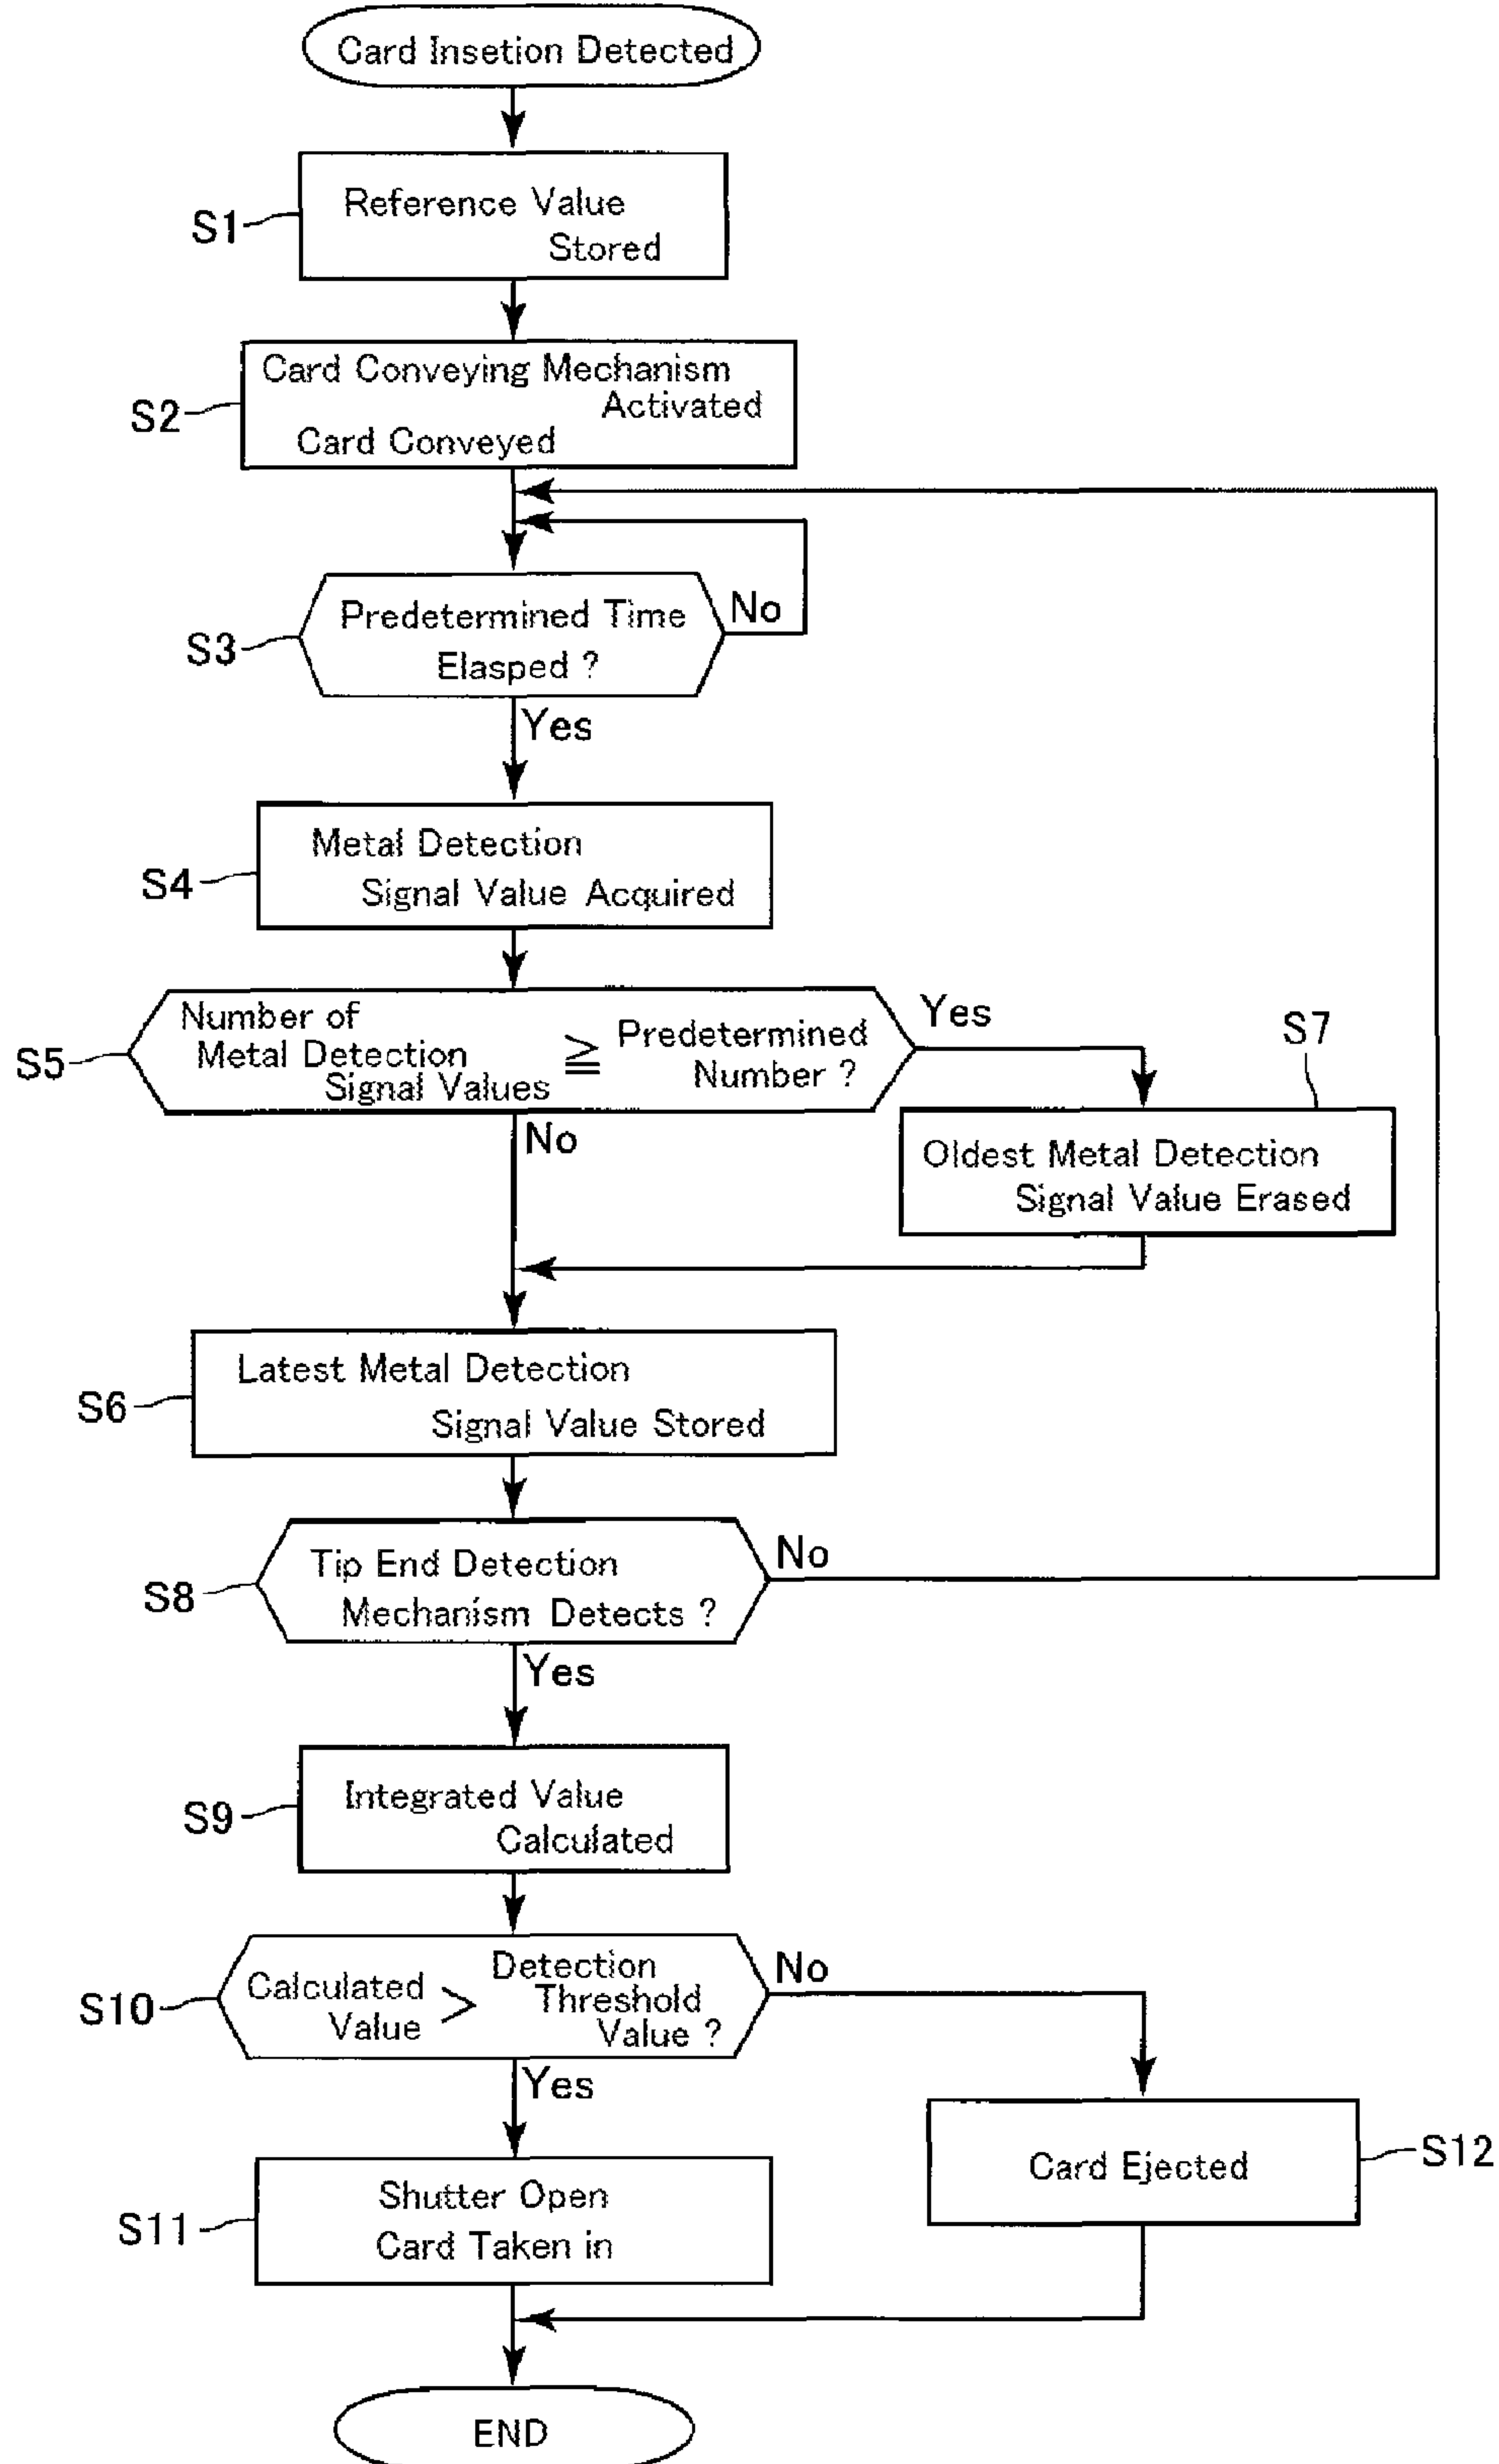 Card Insetion Detected
S1
Reference Value
Stored
S2
Card Conveying Mechanism
Activated
Card Conveyed
S3
Predetermined Time
Elasped ?
No
Yes
S4
Metal Detection
Signal Value Acquired
S5
Number of
Metal Detection
Signal Values
≧
Predetermined
Number ?
Yes
No
S7
Oldest Metal Detection
Signal Value Erased
S6
Latest Metal Detection
Signal Value Stored
S8
Tip End Detection
Mechanism Detects ?
No
Yes
S9
Integrated Value
Calculated
S10
Calculated
Value
>
Detection
Threshold
Value ?
No
Yes
S11
Shutter Open
Card Taken in
Card Ejected
S12
END